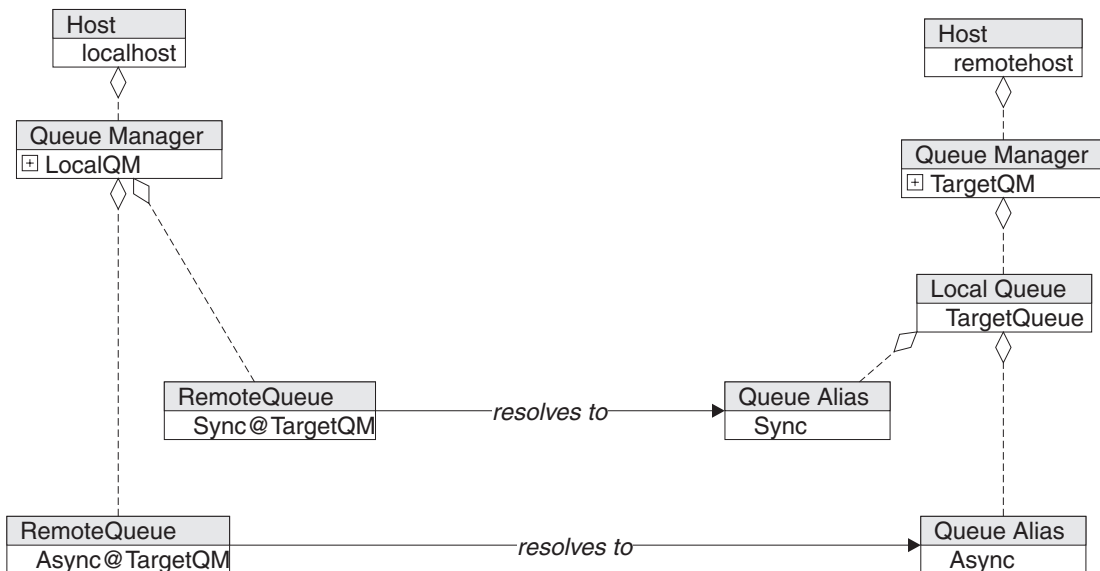 Host
localhost
Queue Manager
LocalQM
Host
remotehost
Queue Manager
TargetQM
Local Queue
TargetQueue
RemoteQueue
Sync@TargetQM
resolves to
Queue Alias
Sync
RemoteQueue
Async@TargetQM
resolves to
Queue Alias
Async